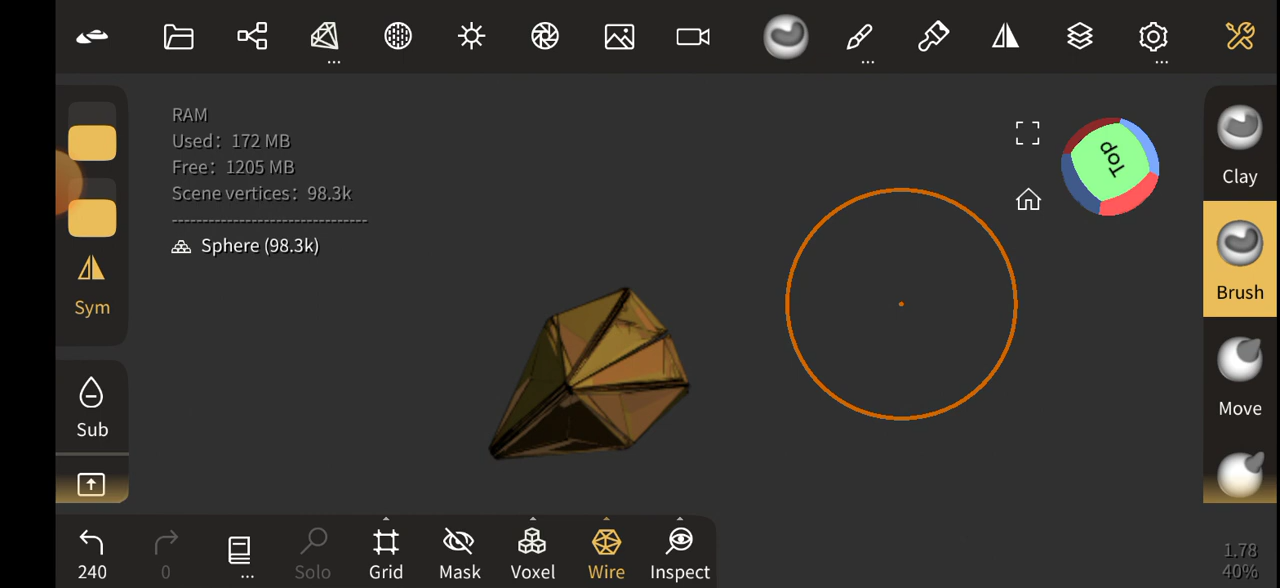 RAM
Used: 172 MB
Free: 1205 MB
Scene vertices: 98.3k
--------------------------------
Sphere (98.3k)
Top
Sym
Sub
Clay
Brush
Move
...
...
...
240
0
...
Solo
Grid
Mask
Voxel
Wire
Inspect
1.78
40%